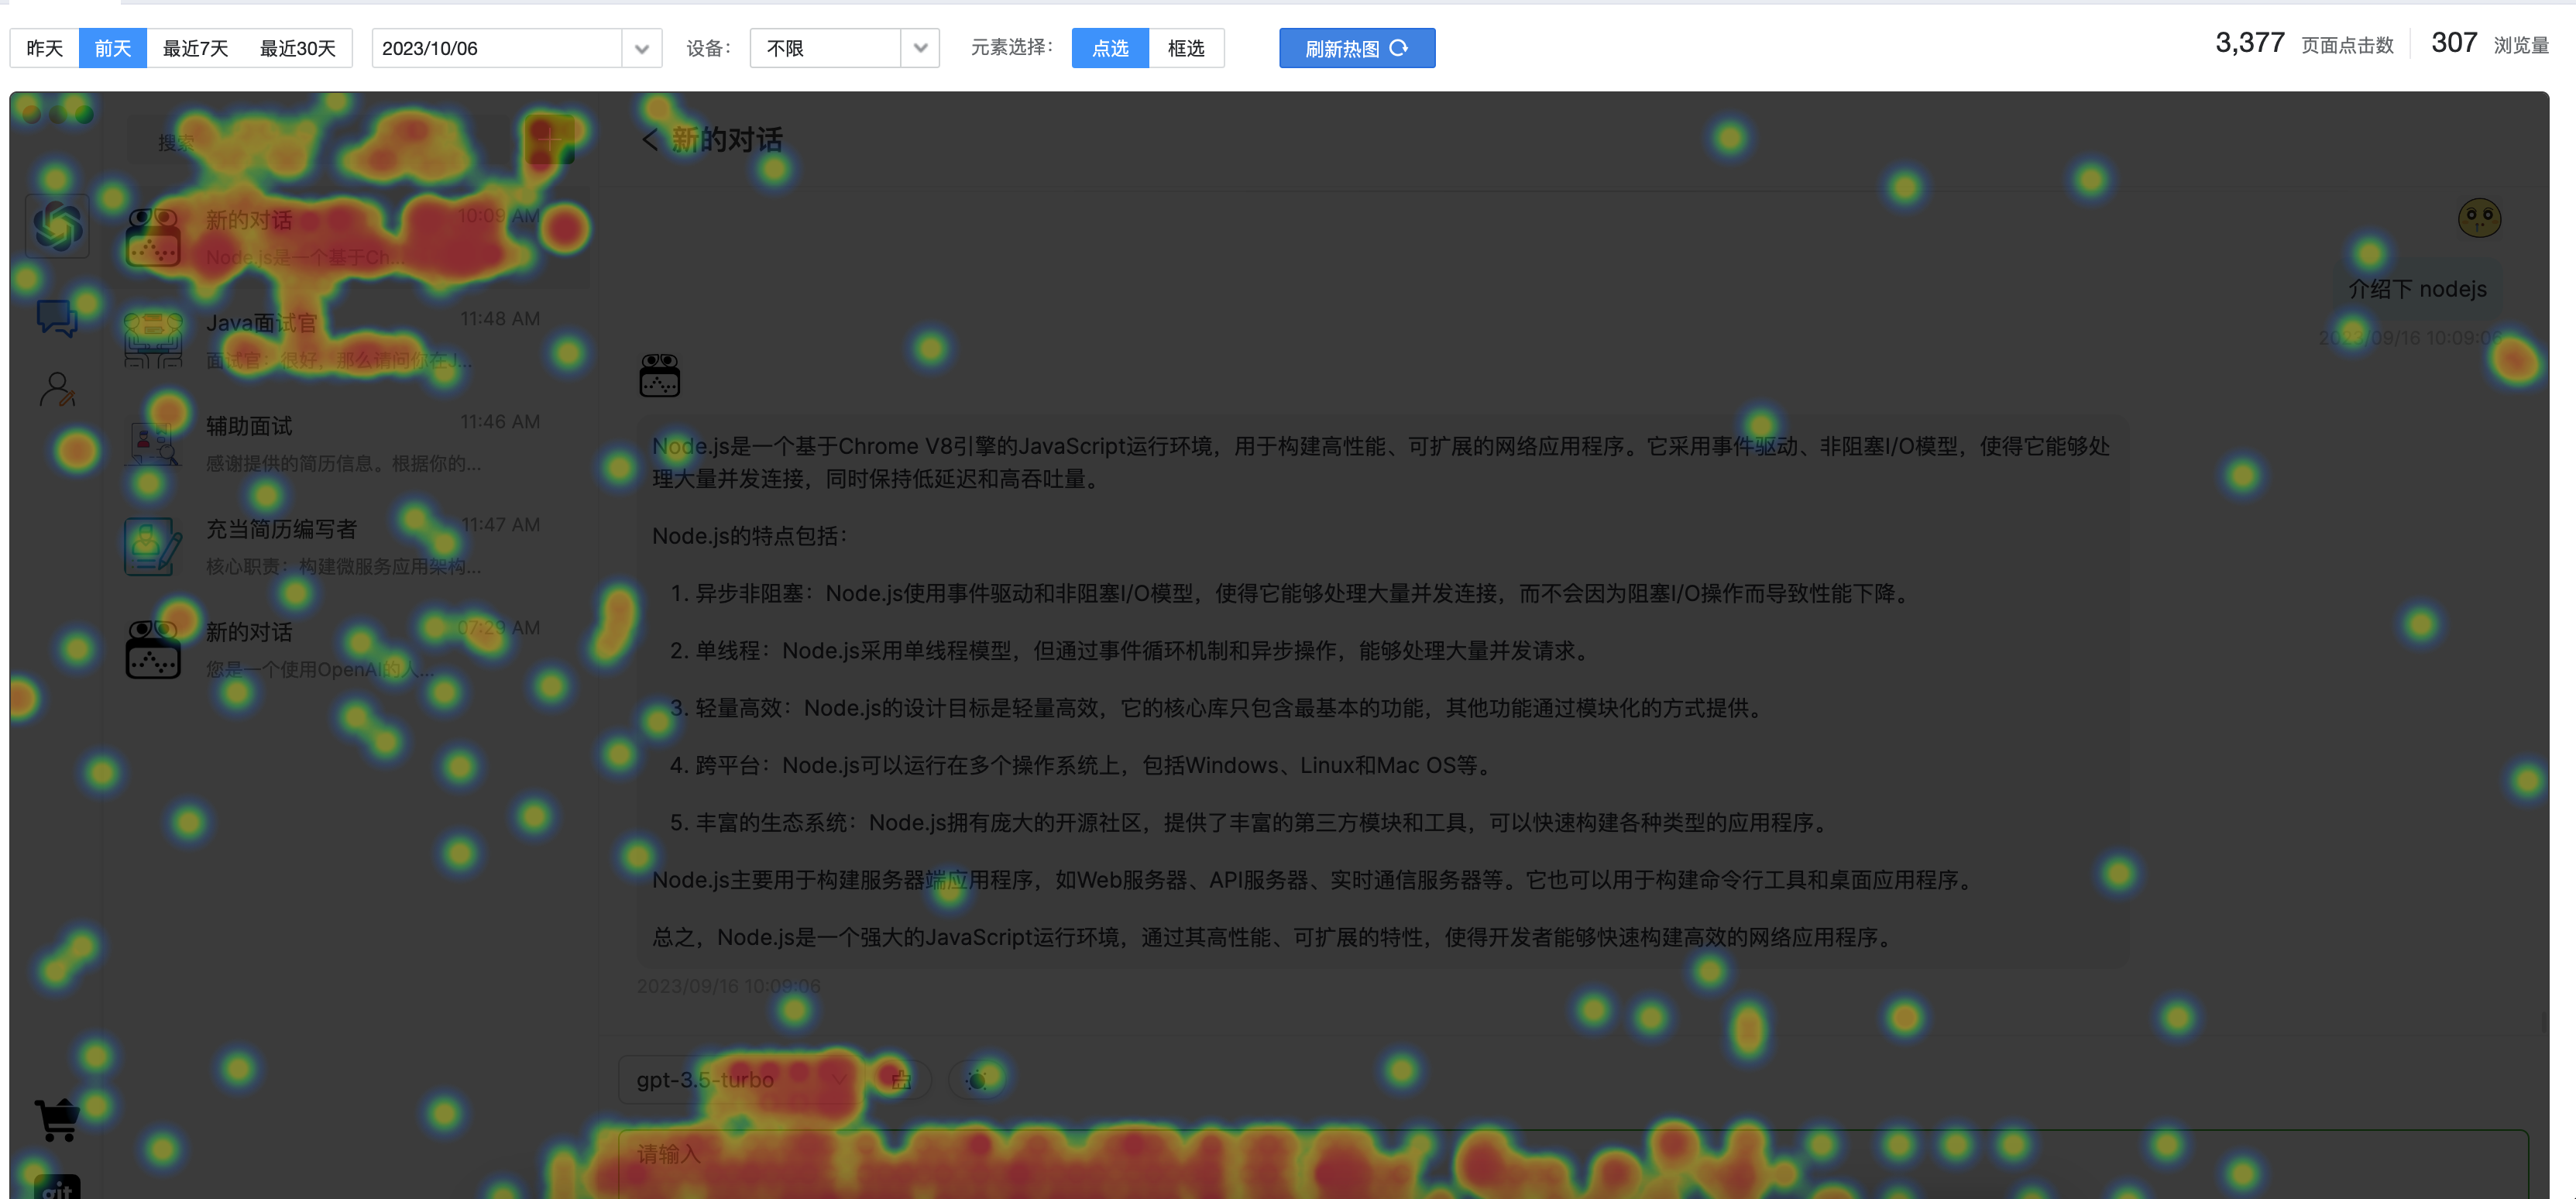 昨天 前天 最近7天 最近30天 2023/10/06 设备： 不限 元素选择： 点选 框选 刷新热图 3,377 页面点击数 307 浏览量
搜索
新的对话
新的对话 10:09 AM
Node.js是一个基于Ch...
Java面试官 11:48 AM
面试官：很好，那么请问你在J...
辅助面试 11:46 AM
感谢提供的简历信息。根据你的...
充当简历编写者 11:47 AM
核心职责：构建微服务应用架构...
新的对话 07:29 AM
您是一个使用OpenAI的人...
介绍下 nodejs
2023/09/16 10:09:06
Node.js是一个基于Chrome V8引擎的JavaScript运行环境，用于构建高性能、可扩展的网络应用程序。它采用事件驱动、非阻塞I/O模型，使得它能够处
理大量并发连接，同时保持低延迟和高吞吐量。
Node.js的特点包括：
1. 异步非阻塞：Node.js使用事件驱动和非阻塞I/O模型，使得它能够处理大量并发连接，而不会因为阻塞I/O操作而导致性能下降。
2. 单线程：Node.js采用单线程模型，但通过事件循环机制和异步操作，能够处理大量并发请求。
3. 轻量高效：Node.js的设计目标是轻量高效，它的核心库只包含最基本的功能，其他功能通过模块化的方式提供。
4. 跨平台：Node.js可以运行在多个操作系统上，包括Windows、Linux和Mac OS等。
5. 丰富的生态系统：Node.js拥有庞大的开源社区，提供了丰富的第三方模块和工具，可以快速构建各种类型的应用程序。
Node.js主要用于构建服务器端应用程序，如Web服务器、API服务器、实时通信服务器等。它也可以用于构建命令行工具和桌面应用程序。
总之，Node.js是一个强大的JavaScript运行环境，通过其高性能、可扩展的特性，使得开发者能够快速构建高效的网络应用程序。
2023/09/16 10:09:06
gpt-3.5-turbo
请输入
git